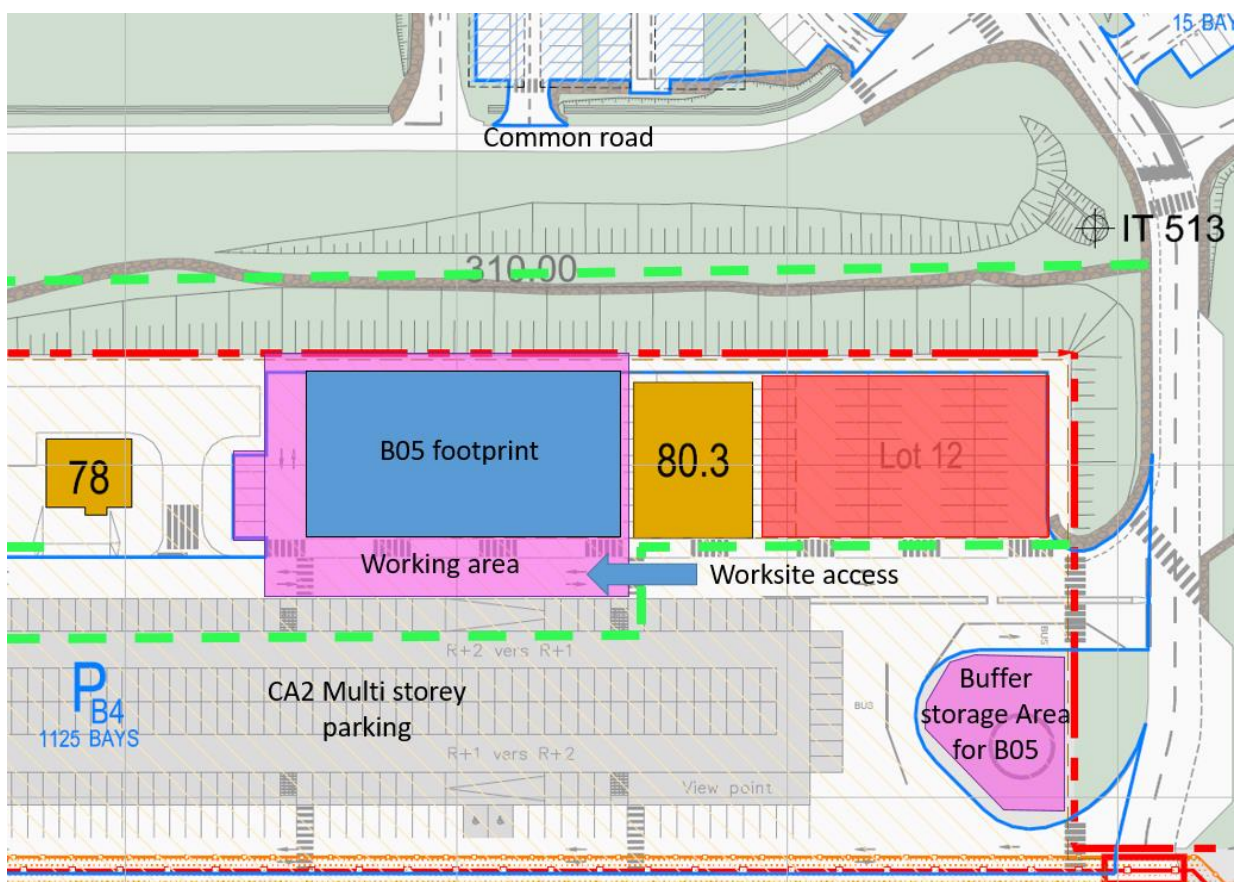 15 BAY
Common road
IT 513
310.00
B05 footprint
80.3
Lot 12
78
Working area
Worksite access
BUS
R+2 vers R+1
P
B4
1125 BAYS
CA2 Multi storey
parking
BUS
Buffer
storage Area
for B05
R+1 vars R+2
View point